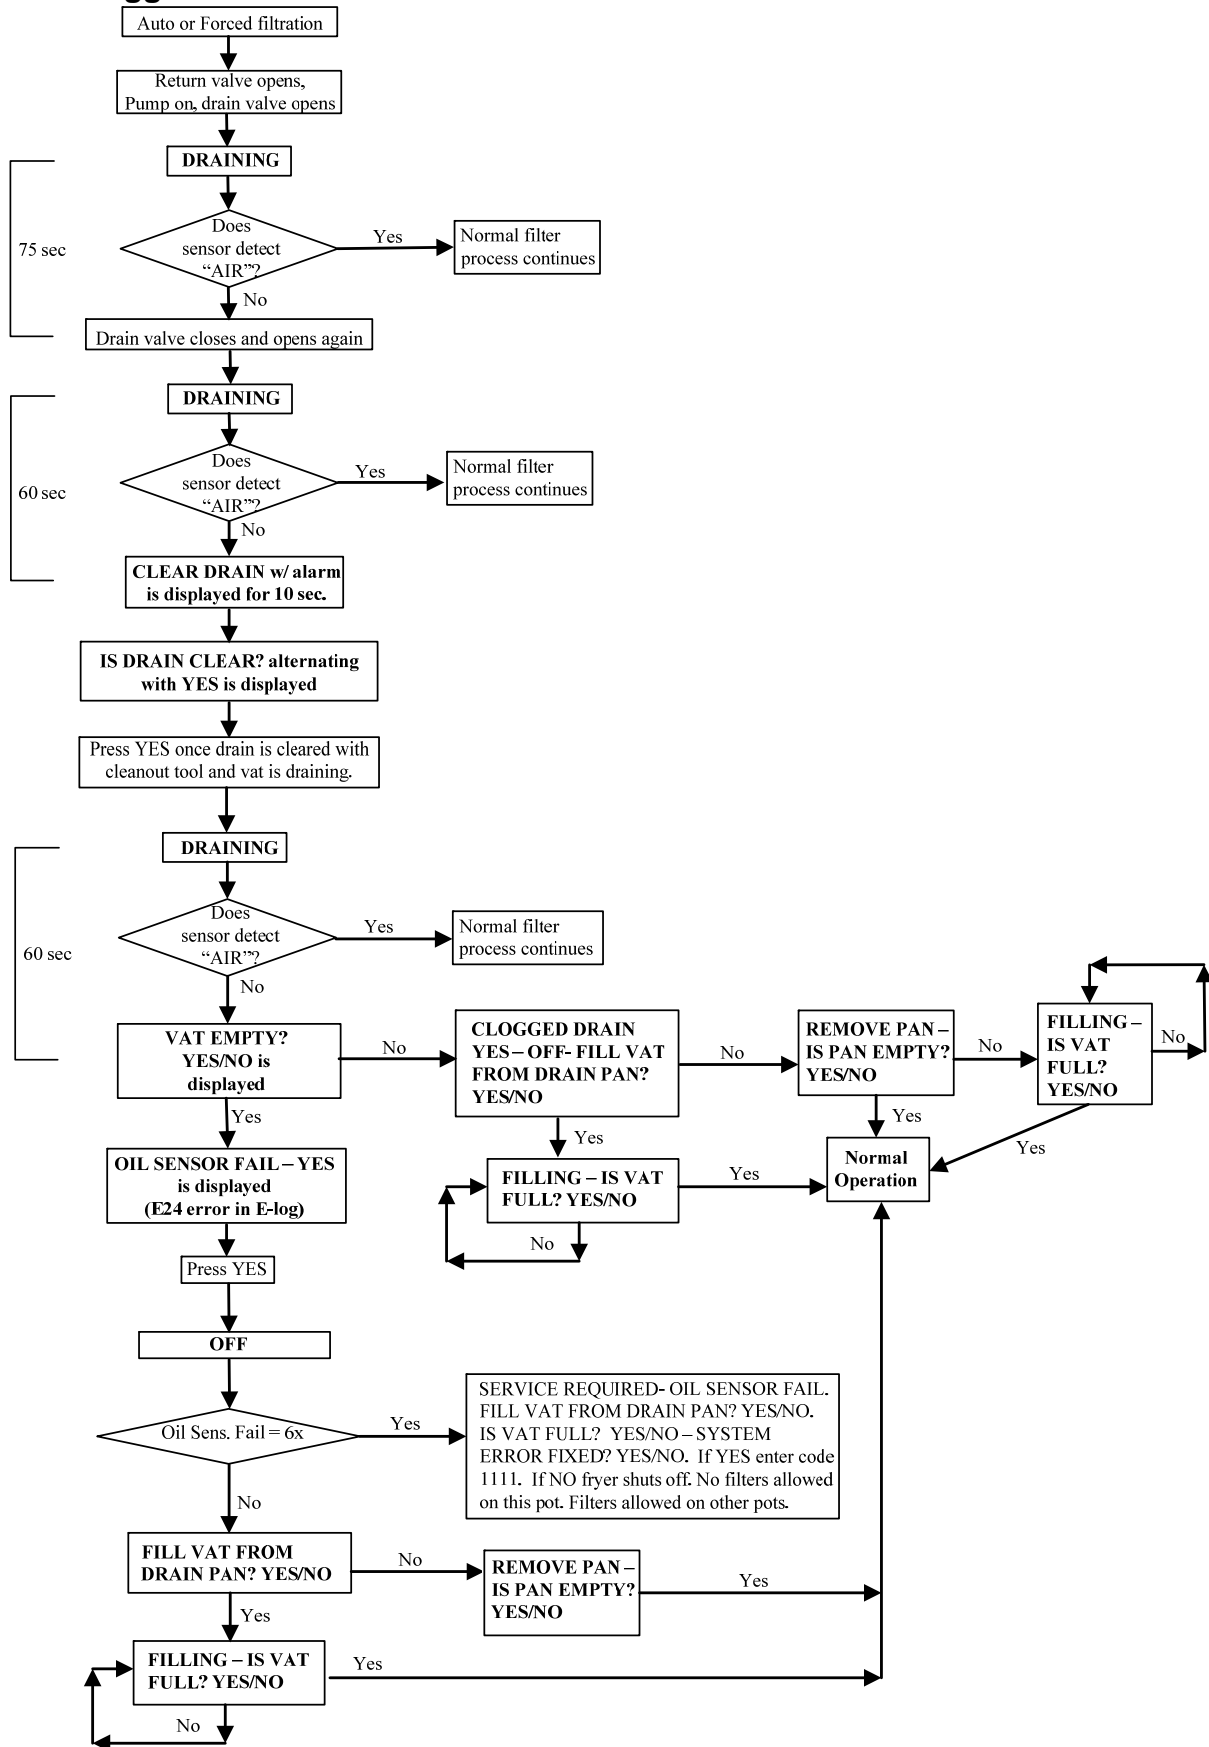 Auto or Forced filtration
Return valve opens,
Pump on, drain valve opens
DRAINING
75 sec
Does
sensor detect
“AIR”?
Yes
Normal filter
process continues
No
Drain valve closes and opens again
DRAINING
60 sec
Does
sensor detect
“AIR”?
Yes
Normal filter
process continues
No
CLEAR DRAIN w/ alarm
is displayed for 10 sec.
IS DRAIN CLEAR? alternating
with YES is displayed
Press YES once drain is cleared with
cleanout tool and vat is draining.
DRAINING
60 sec
Does
sensor detect
“AIR”?
Yes
Normal filter
process continues
No
VAT EMPTY?
YES/NO is
displayed
No
CLOGGED DRAIN
YES – OFF- FILL VAT
FROM DRAIN PAN?
YES/NO
No
REMOVE PAN –
IS PAN EMPTY?
YES/NO
No
FILLING –
IS VAT
FULL?
YES/NO
No
Yes
Yes
Yes
Yes
Normal
Operation
OIL SENSOR FAIL – YES
is displayed
(E24 error in E-log)
FILLING – IS VAT
FULL? YES/NO
Yes
No
Press YES
OFF
Oil Sens. Fail = 6x
Yes
SERVICE REQUIRED- OIL SENSOR FAIL.
FILL VAT FROM DRAIN PAN? YES/NO.
IS VAT FULL? YES/NO – SYSTEM
ERROR FIXED? YES/NO. If YES enter code
1111. If NO fryer shuts off. No filters allowed
on this pot. Filters allowed on other pots.
No
FILL VAT FROM
DRAIN PAN? YES/NO
No
REMOVE PAN –
IS PAN EMPTY?
YES/NO
Yes
Yes
FILLING – IS VAT
FULL? YES/NO
Yes
No